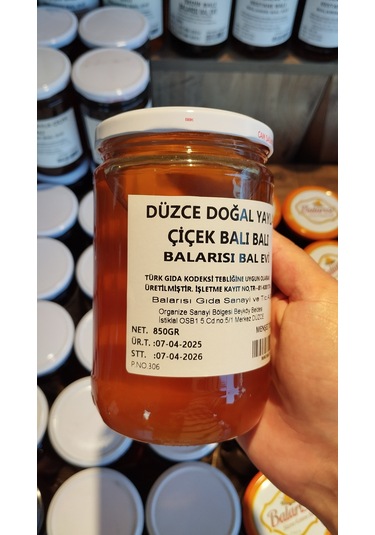 DÜZCE DOĞAL YAYL
ÇİÇEK BALI BALI
BALARISI BAL EVİ
TÜRK GIDA KODEKSİ TEBLİĞİNE UYGUN OLARAK
ÜRETİLMİŞTİR. İŞLETME KAYIT NO,TR-81-K
Balarısı Gıda Sanayi ve Tic.
Organize Sanayi Bölgesi Beyköy Beldesi
İstiklal OSB1 5.Cd no:5/1 Merkez DÜZCE
NET. 850GR
MENŞEİ
ÜR.T. :07-04-2025
STT. :07-04-2026
P.NO:306